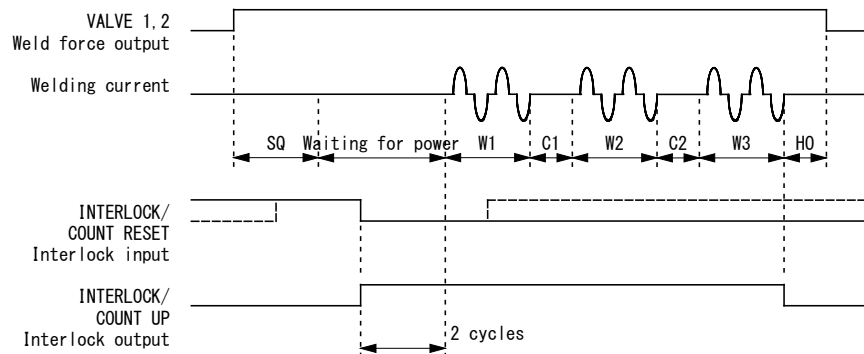 VALVE 1,2
Weld force output
Welding current
SQ Waiting for power W1 C1 W2 C2 W3 HO
INTERLOCK/
COUNT RESET
Interlock input
INTERLOCK/
COUNT UP
Interlock output
2 cycles